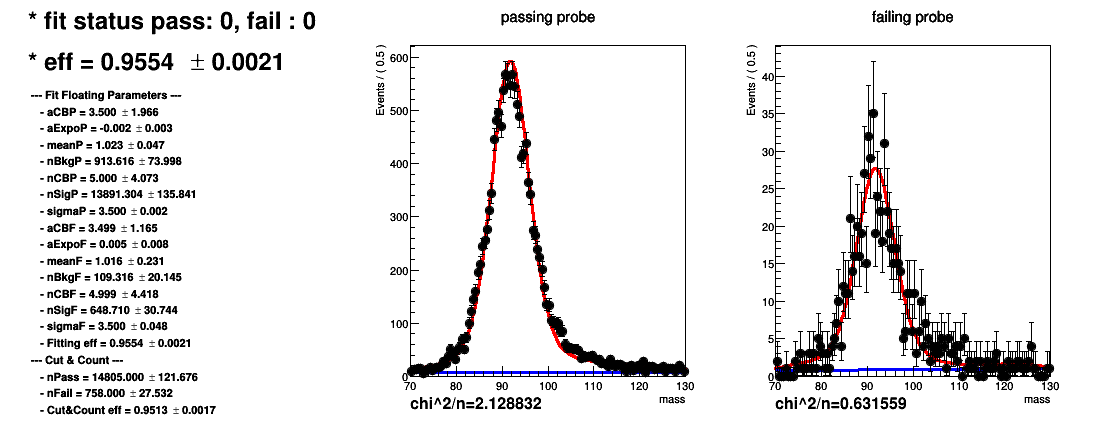 * fit status pass: 0, fail : 0
* eff = 0.9554 ± 0.0021
--- Fit Floating Parameters ---
- aCBP = 3.500 ± 1.966
- aExpoP = -0.002 ± 0.003
- meanP = 1.023 ± 0.047
- nBkgP = 913.616 ± 73.998
- nCBP = 5.000 ± 4.073
- nSigP = 13891.304 ± 135.841
- sigmaP = 3.500 ± 0.002
- aCBF = 3.499 ± 1.165
- aExpoF = 0.005 ± 0.008
- meanF = 1.016 ± 0.231
- nBkgF = 109.316 ± 20.145
- nCBF = 4.999 ± 4.418
- nSigF = 648.710 ± 30.744
- sigmaF = 3.500 ± 0.048
- Fitting eff = 0.9554 ± 0.0021
--- Cut & Count ---
- nPass = 14805.000 ± 121.676
- nFail = 758.000 ± 27.532
- Cut&Count eff = 0.9513 ± 0.0017
passing probe
Events / ( 0.5 )
600
500
400
300
200
100
0
70 80 90 100 110 120 130
mass
chi^2/n=2.128832
failing probe
Events / ( 0.5 )
40
35
30
25
20
15
10
5
0
70 80 90 100 110 120 130
mass
chi^2/n=0.631559